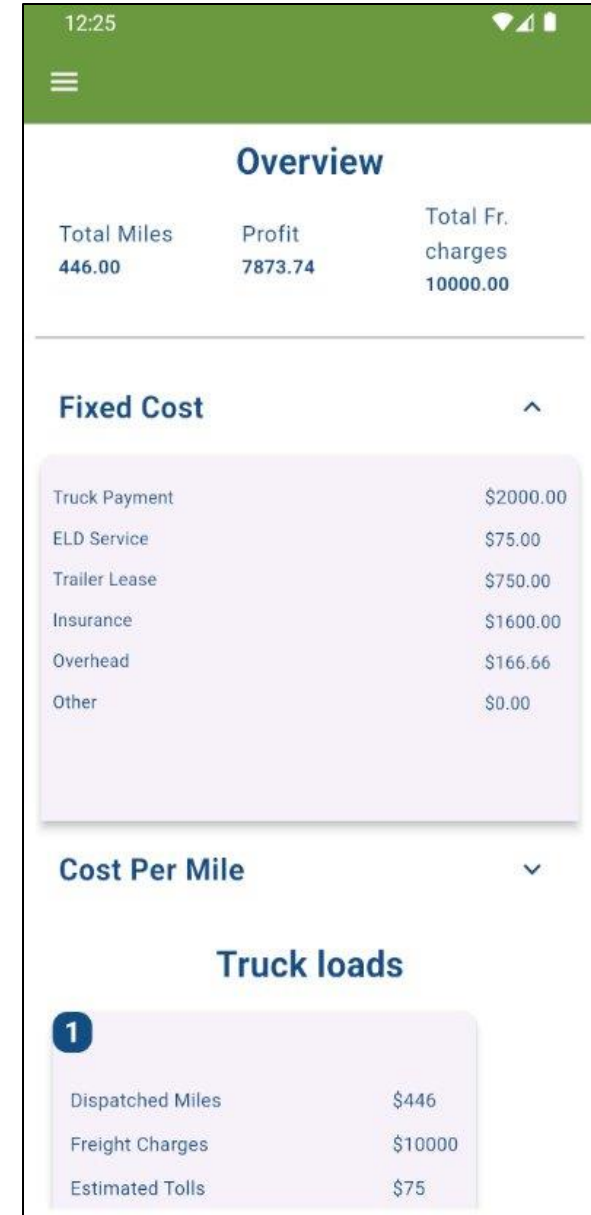 12:25
Overview
Total Miles
446.00
Profit
7873.74
Total Fr.
charges
10000.00
Fixed Cost
Truck Payment $2000.00
ELD Service $75.00
Trailer Lease $750.00
Insurance $1600.00
Overhead $166.66
Other $0.00
Cost Per Mile
Truck loads
1
Dispatched Miles $446
Freight Charges $10000
Estimated Tolls $75